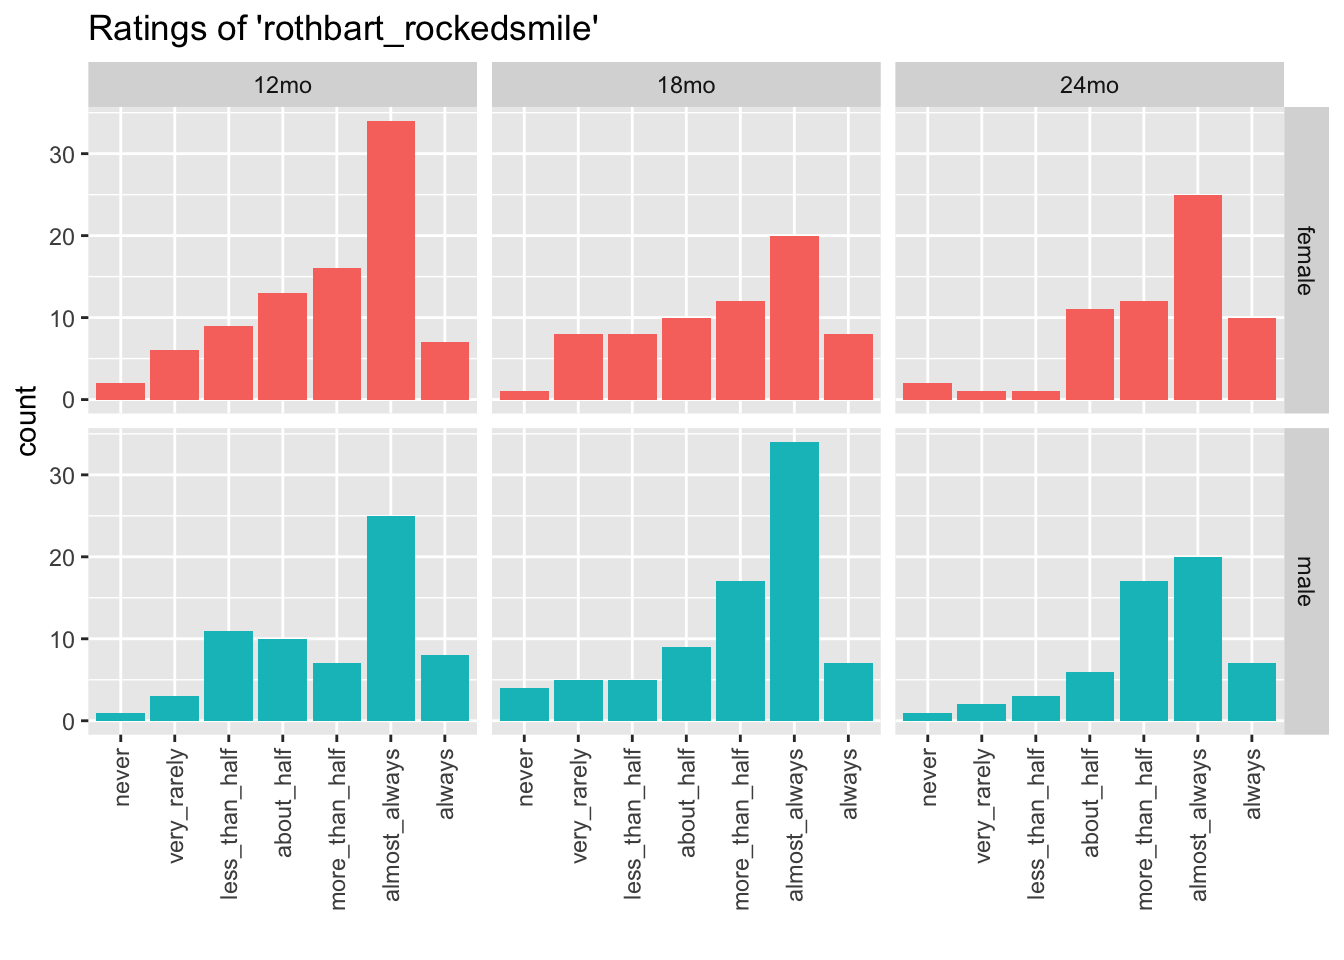 Ratings of 'rothbart_rockedsmile'
12mo 18mo 24mo
30
20
10
0
female
count
30
20
10
0
male
never very_rarely less_than_half about_half more_than_half almost_always always never very_rarely less_than_half about_half more_than_half almost_always always never very_rarely less_than_half about_half more_than_half almost_always always